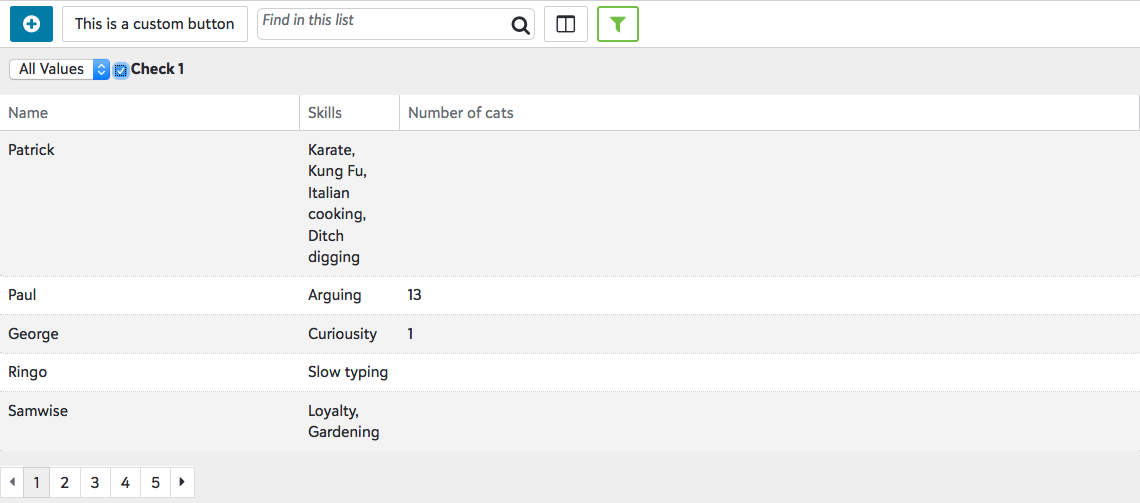 This is a custom button Find in this list
All Values Check 1
Name Skills Number of cats
Patrick Karate,
Kung Fu,
Italian
cooking,
Ditch
digging
Paul Arguing 13
George Curiousity 1
Ringo Slow typing
Samwise Loyalty,
Gardening
1 2 3 4 5